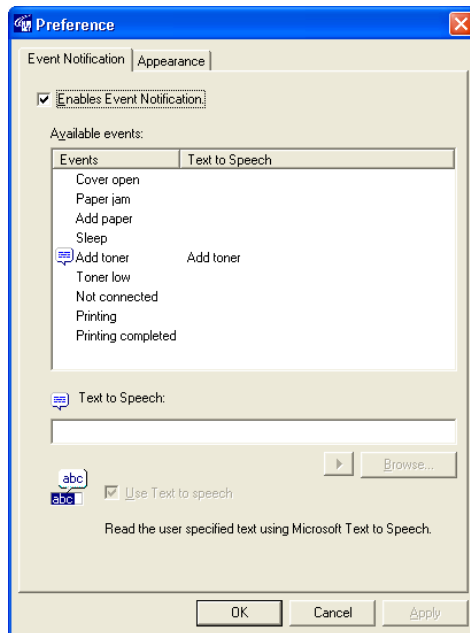 Preference
Event Notification Appearance
Enables Event Notification.
Available events:
Events Text to Speech
Cover open
Paper jam
Add paper
Sleep
Add toner Add toner
Toner low
Not connected
Printing
Printing completed
Text to Speech:
Browse...
abc
abc
Use Text to speech
Read the user specified text using Microsoft Text to Speech.
OK Cancel Apply